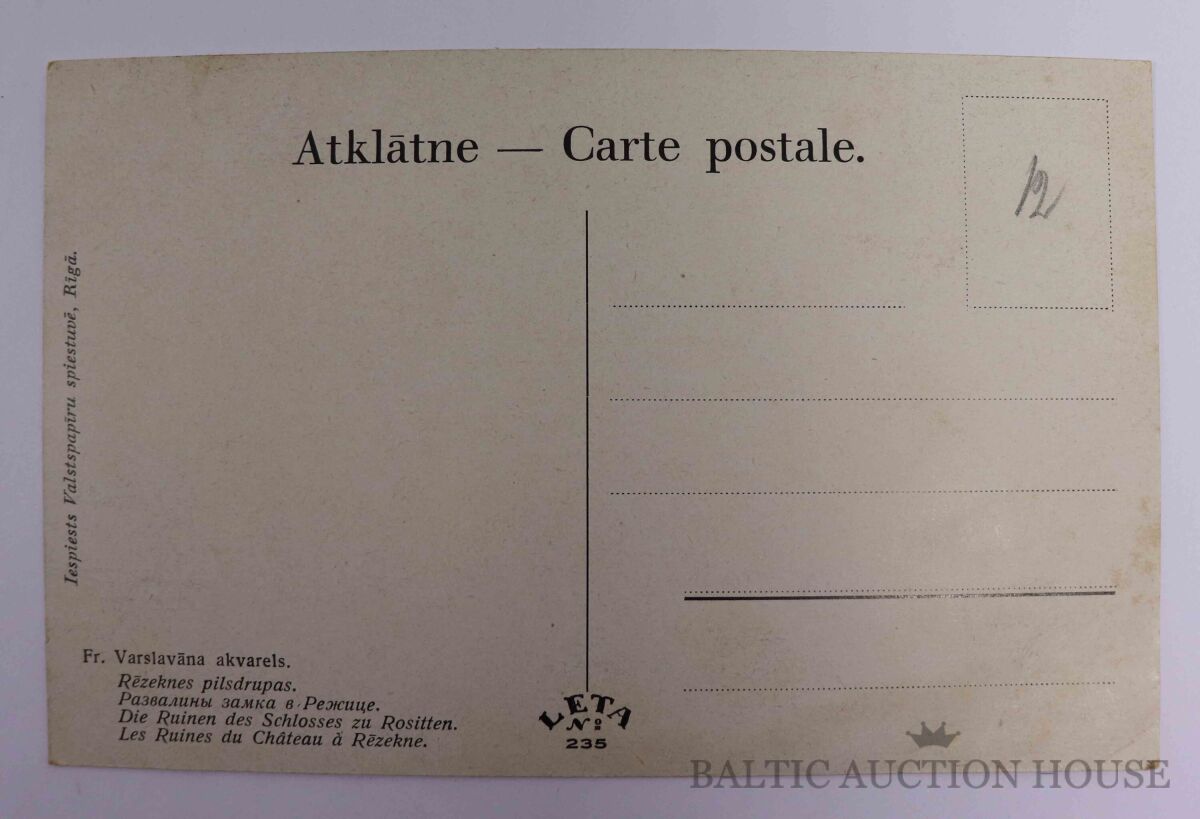 Atklātne — Carte postale.
12
Iespiests Valstspapīru spiestuvē, Rīgā.
Fr. Varslavāna akvarels.
Rēzeknes pilsdrupas.
Развалины замка в Режице.
Die Ruinen des Schlosses zu Rositten.
Les Ruines du Château à Rēzekne.
LETA
№
235
BALTIC AUCTION HOUSE